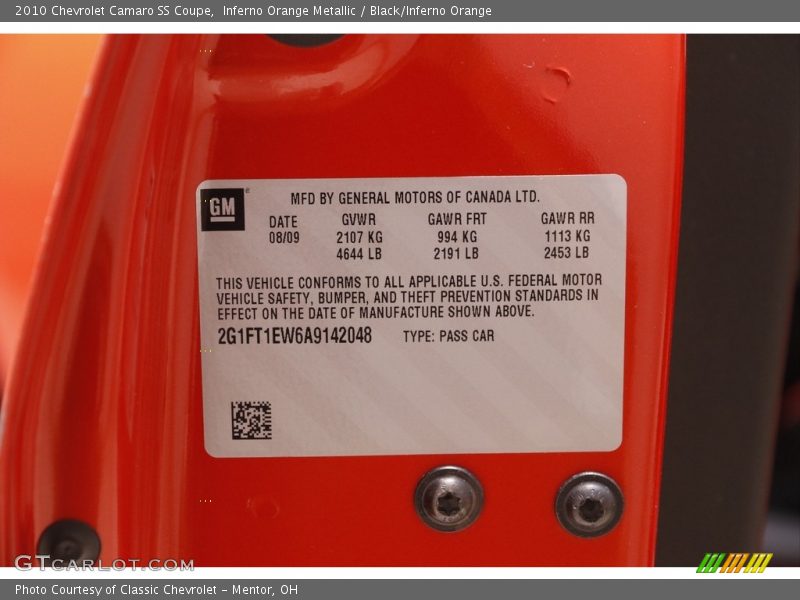 2010 Chevrolet Camaro SS Coupe,  Inferno Orange Metallic / Black/Inferno Orange
GM
MFD BY GENERAL MOTORS OF CANADA LTD.
DATE GVWR GAWR FRT GAWR RR
08/09 2107 KG 994 KG 1113 KG
4644 LB 2191 LB 2453 LB
THIS VEHICLE CONFORMS TO ALL APPLICABLE U.S. FEDERAL MOTOR
VEHICLE SAFETY, BUMPER, AND THEFT PREVENTION STANDARDS IN
EFFECT ON THE DATE OF MANUFACTURE SHOWN ABOVE.
2G1FT1EW6A9142048 TYPE: PASS CAR
GTCARLOT.COM
Photo Courtesy of Classic Chevrolet - Mentor, OH